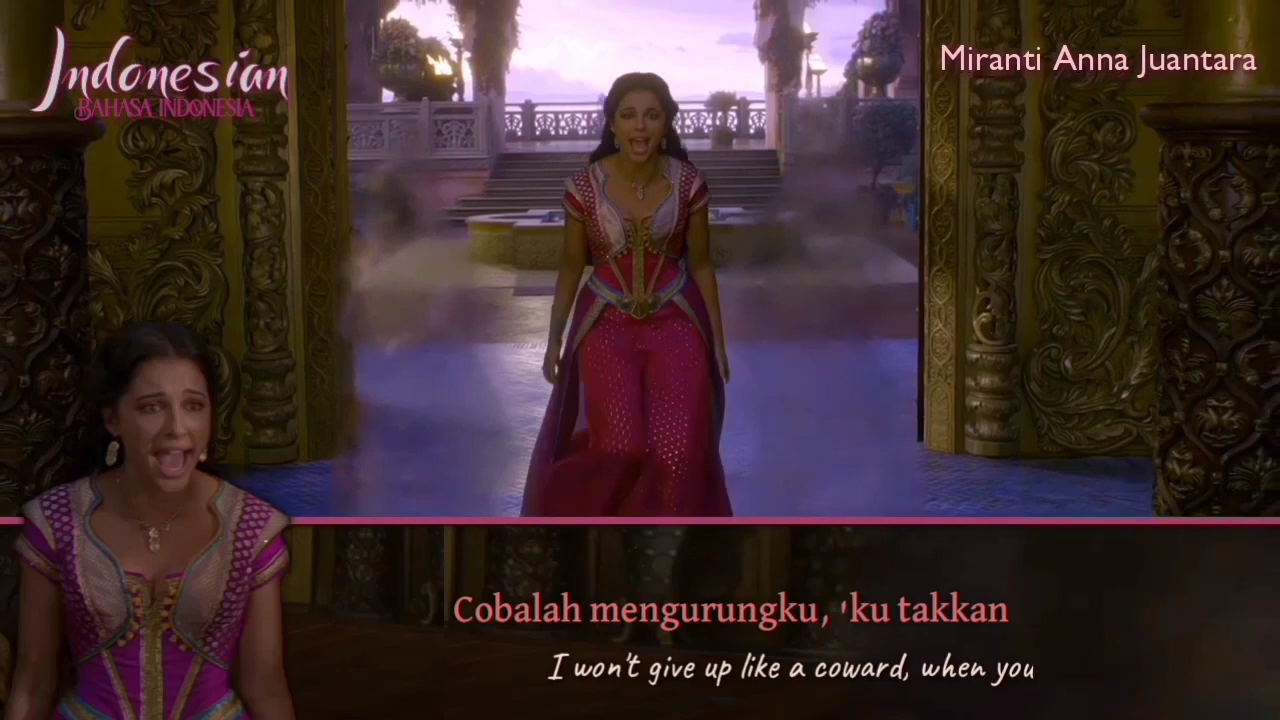 Indonesian
BAHASA INDONESIA
Miranti Anna Juantara
Cobalah mengurungku, 'ku takkan
I won't give up like a coward, when you